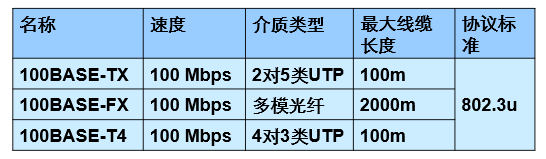 名称 速度 介质类型 最大线缆长度 协议标准
100BASE-TX 100 Mbps 2对5类UTP 100m 802.3u
100BASE-FX 100 Mbps 多模光纤 2000m
100BASE-T4 100 Mbps 4对3类UTP 100m